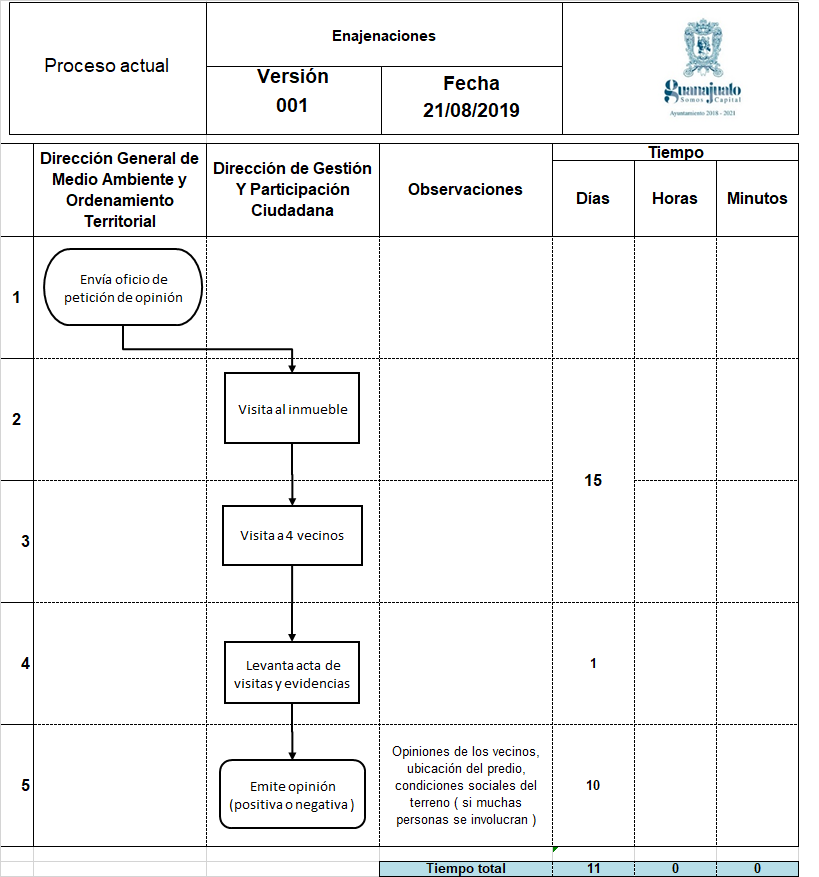 Proceso actual
Enajenaciones
Versión
001
Fecha
21/08/2019
Guanajuato
Somos Capital
Ayuntamiento 2018 - 2021
Dirección General de
Medio Ambiente y
Ordenamiento
Territorial
Dirección de Gestión
Y Participación
Ciudadana
Observaciones
Tiempo
Días
Horas
Minutos
1
Envía oficio de
petición de opinión
2
Visita al inmueble
15
3
Visita a 4 vecinos
4
Levanta acta de
visitas y evidencias
1
5
Emite opinión
(positiva o negativa )
Opiniones de los vecinos,
ubicación del predio,
condiciones sociales del
terreno ( si muchas
personas se involucran )
10
Tiempo total
11
0
0